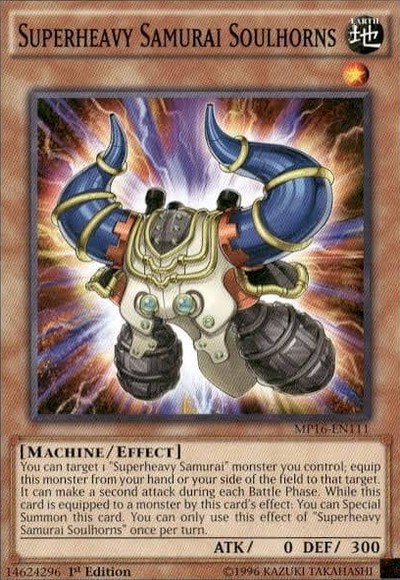 SUPERHEAVY SAMURAI SOULHORNS
EARTH
地
MP16-EN111
[MACHINE/EFFECT]
You can target 1 "Superheavy Samurai" monster you control; equip
this monster from your hand or your side of the field to that target.
It can make a second attack during each Battle Phase. While this
card is equipped to a monster by this card's effect: You can Special
Summon this card. You can only use this effect of "Superheavy
Samurai Soulhorns" once per turn.
ATK/ 0 DEF/ 300
14624296 1st Edition ©1996 KAZUKI TAKAHASHI